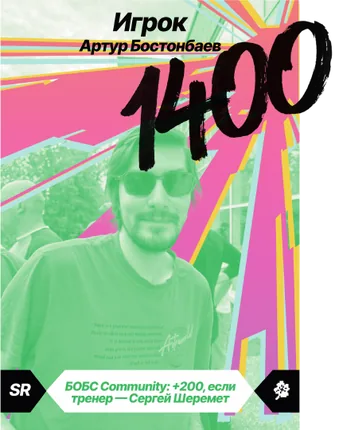 Игрок
Артур Бостонбаев
1400
SR
БОБС Community: +200, если
тренер — Сергей Шеремет